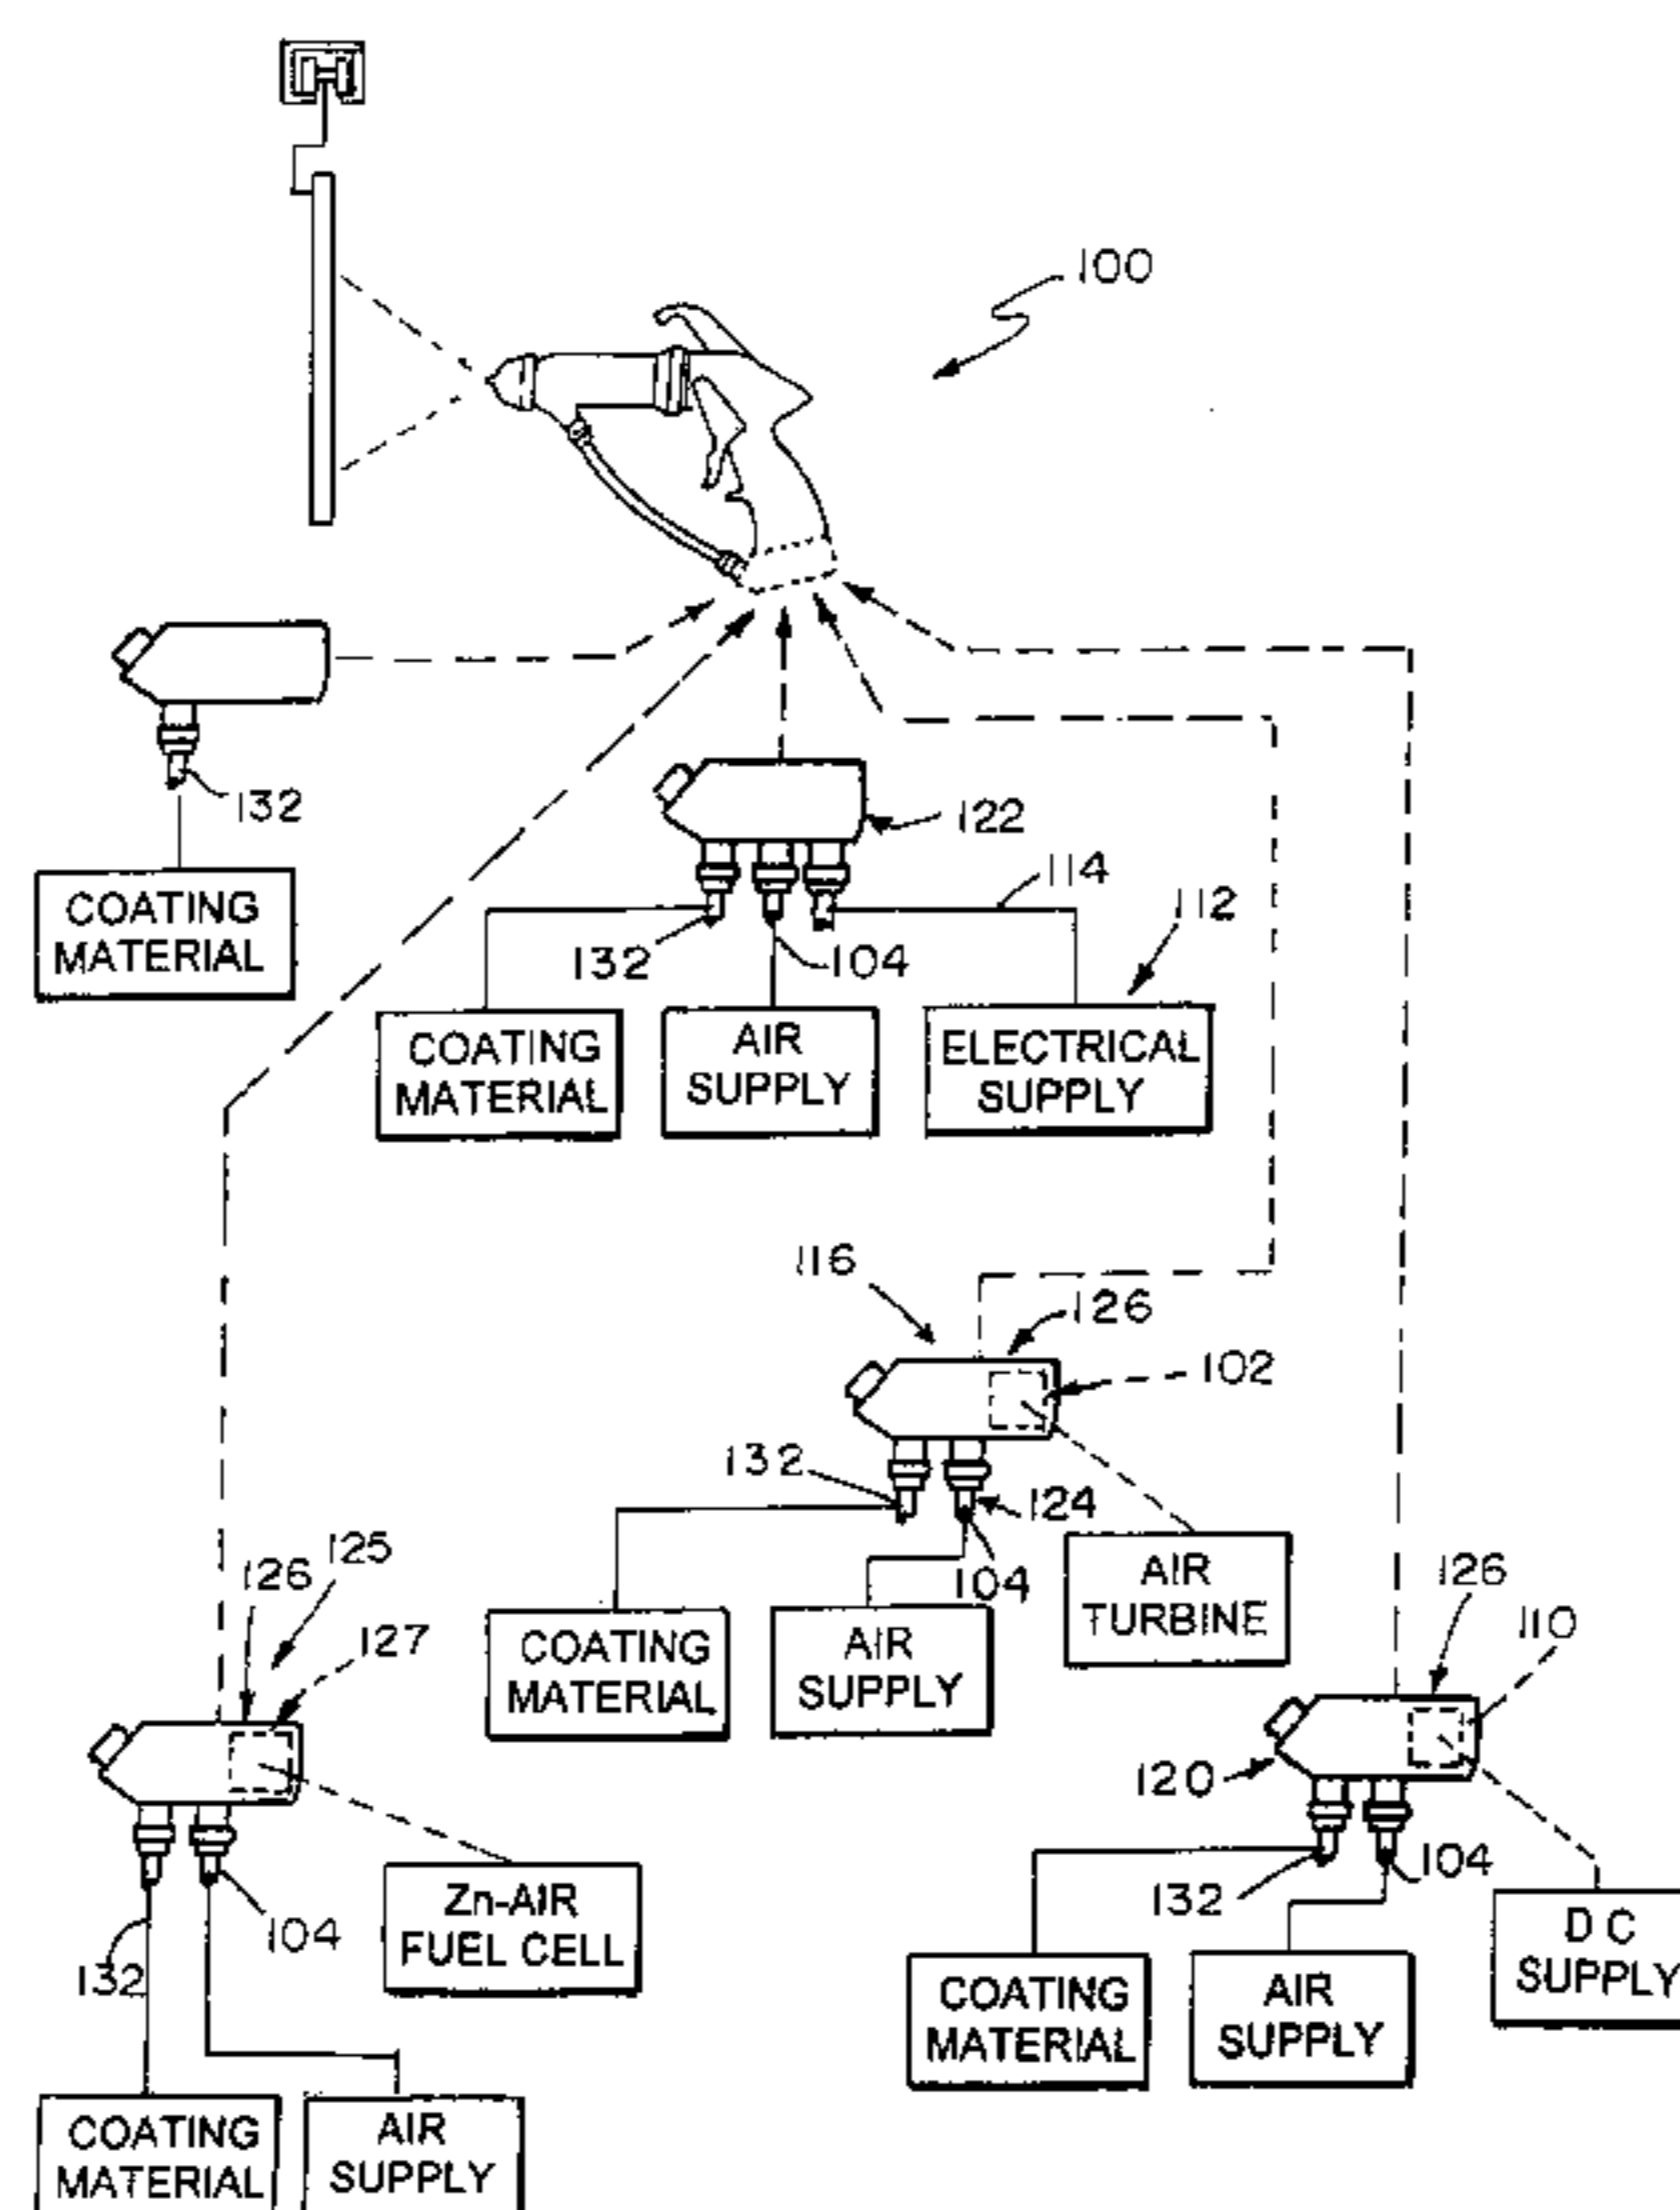 100
132
COATING
MATERIAL
122
114
112
132
104
COATING
MATERIAL
AIR
SUPPLY
ELECTRICAL
SUPPLY
116
126
102
132
124
104
COATING
MATERIAL
AIR
SUPPLY
AIR
TURBINE
126
125
127
132
104
Zn-AIR
FUEL CELL
COATING
MATERIAL
AIR
SUPPLY
126
110
120
132
104
COATING
MATERIAL
AIR
SUPPLY
DC
SUPPLY